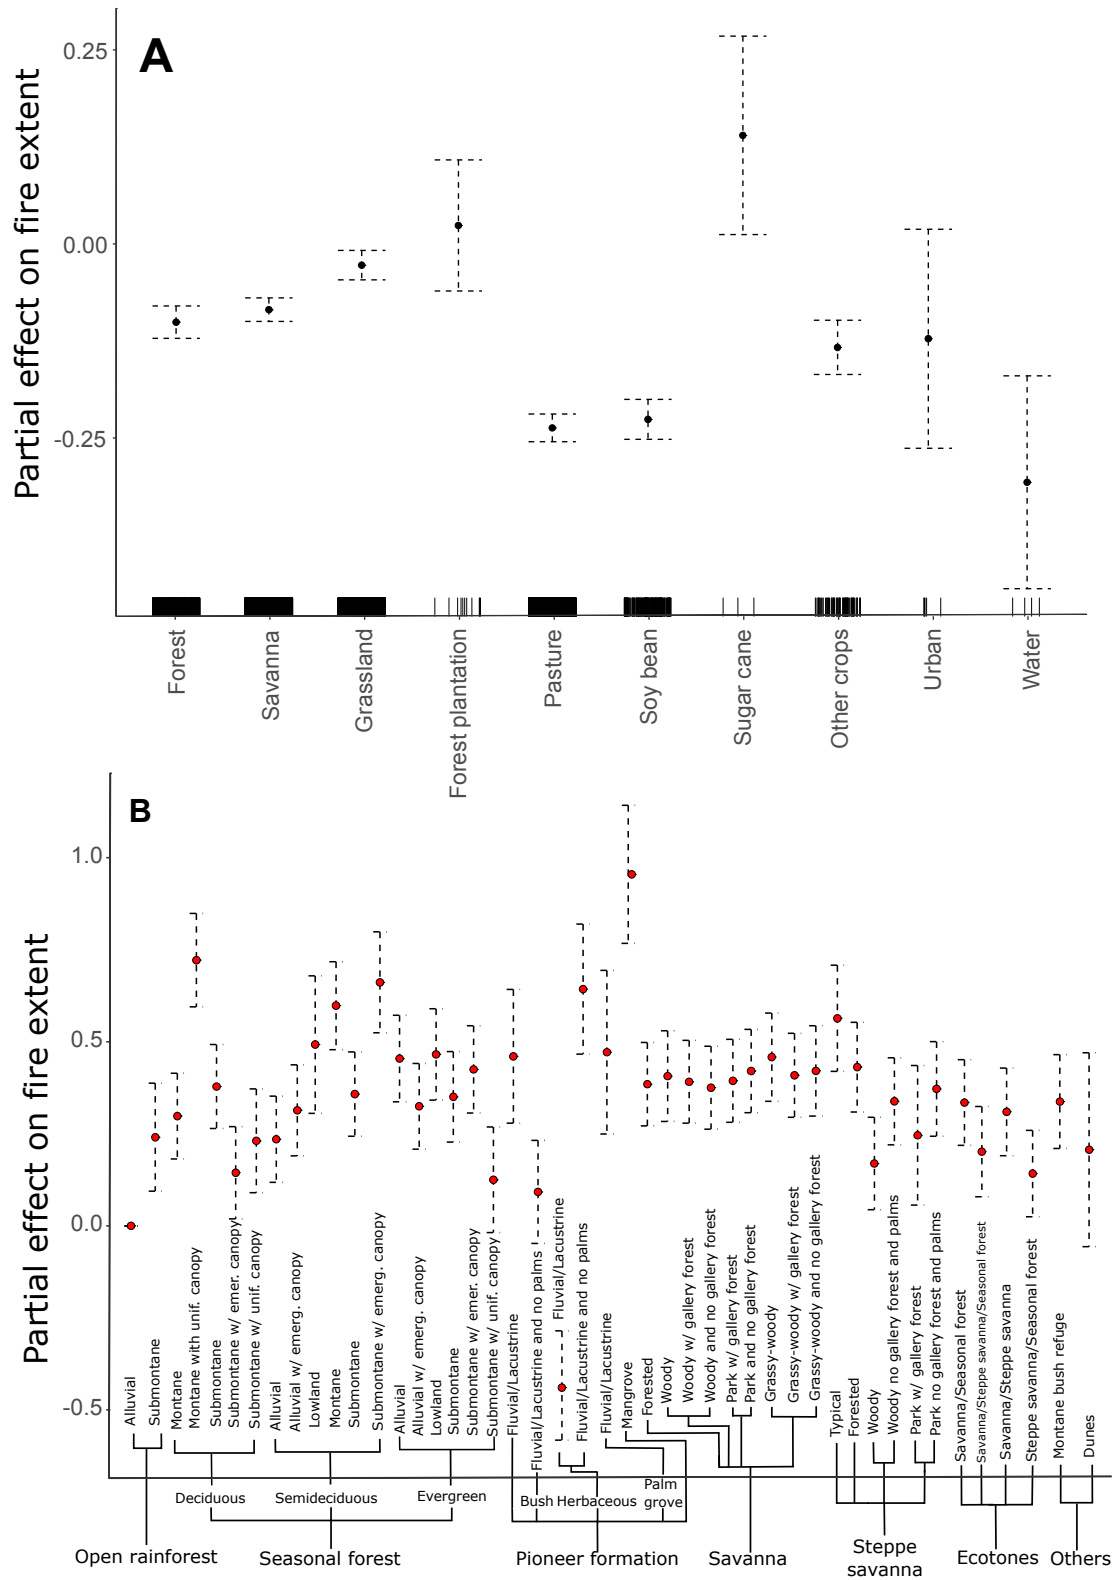 A
Partial effect on fire extent
0.25
0.00
-0.25
Forest
Savanna
Grassland
Forest plantation
Pasture
Soy bean
Sugar cane
Other crops
Urban
Water
B
Partial effect on fire extent
1.0
0.5
0.0
-0.5
Alluvial
Submontane
Montane
Montane with unif. canopy
Submontane
Submontane w/ emer. canopy
Submontane w/ unif. canopy
Alluvial
Alluvial w/ emerg. canopy
Lowland
Montane
Submontane
Submontane w/ emerg. canopy
Alluvial
Alluvial w/ emerg. canopy
Lowland
Submontane
Submontane w/ emer. canopy
Submontane w/ unif. canopy
Fluvial/Lacustrine
Fluvial/Lacustrine and no palms
Fluvial/Lacustrine
Fluvial/Lacustrine and no palms
Fluvial/Lacustrine
Mangrove
Forested
Woody
Woody w/ gallery forest
Woody and no gallery forest
Park w/ gallery forest
Park and no gallery forest
Grassy-woody
Grassy-woody w/ gallery forest
Grassy-woody and no gallery forest
Typical
Forested
Woody
Woody no gallery forest and palms
Park w/ gallery forest
Park no gallery forest and palms
Savanna/Seasonal forest
Savanna/Steppe savanna/Seasonal forest
Savanna/Steppe savanna
Steppe savanna/Seasonal forest
Montane bush refuge
Dunes
Deciduous
Semideciduous
Evergreen
Bush
Herbaceous
Palm
grove
Open rainforest
Seasonal forest
Pioneer formation
Savanna
Steppe
savanna
Ecotones
Others